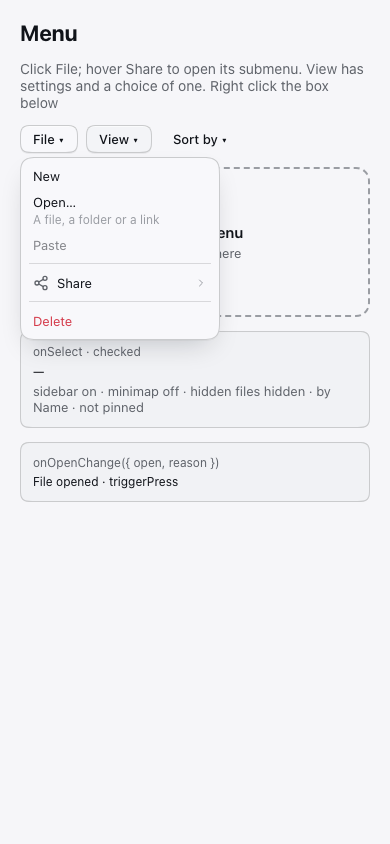 Menu
Click File; hover Share to open its submenu. View has
settings and a choice of one. Right click the box
below
File ▾
View ▾
Sort by ▾
New
Open…
A file, a folder or a link
Paste
Share
Delete
enu
here
onSelect · checked
—
sidebar on · minimap off · hidden files hidden · by
Name · not pinned
onOpenChange({ open, reason })
File opened · triggerPress